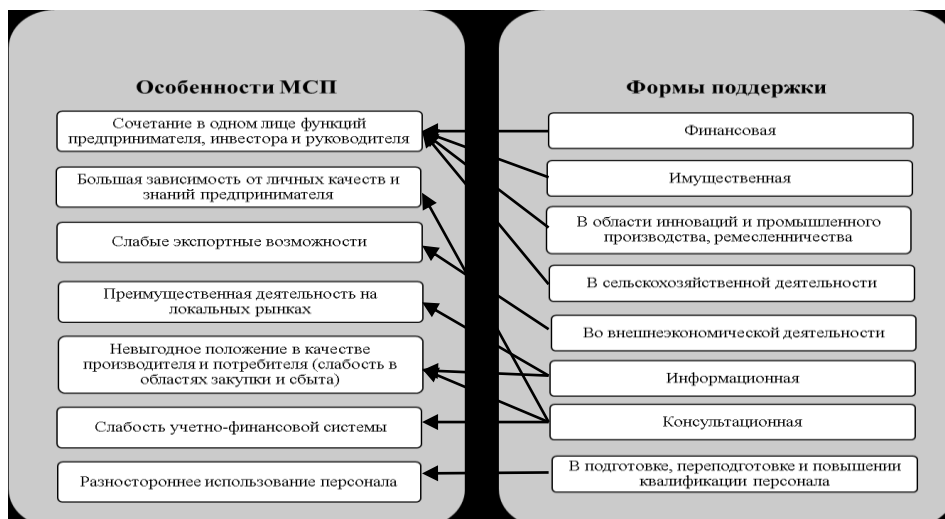 Особенности МСП
Сочетание в одном лице функций
предпринимателя, инвестора и руководителя
Большая зависимость от личных качеств и
знаний предпринимателя
Слабые экспортные возможности
Преимущественная деятельность на
локальных рынках
Невыгодное положение в качестве
производителя и потребителя (слабость в
областях закупки и сбыта)
Слабость учетно-финансовой системы
Разностороннее использование персонала
Формы поддержки
Финансовая
Имущественная
В области инноваций и промышленного
производства, ремесленничества
В сельскохозяйственной деятельности
Во внешнеэкономической деятельности
Информационная
Консультационная
В подготовке, переподготовке и повышении
квалификации персонала